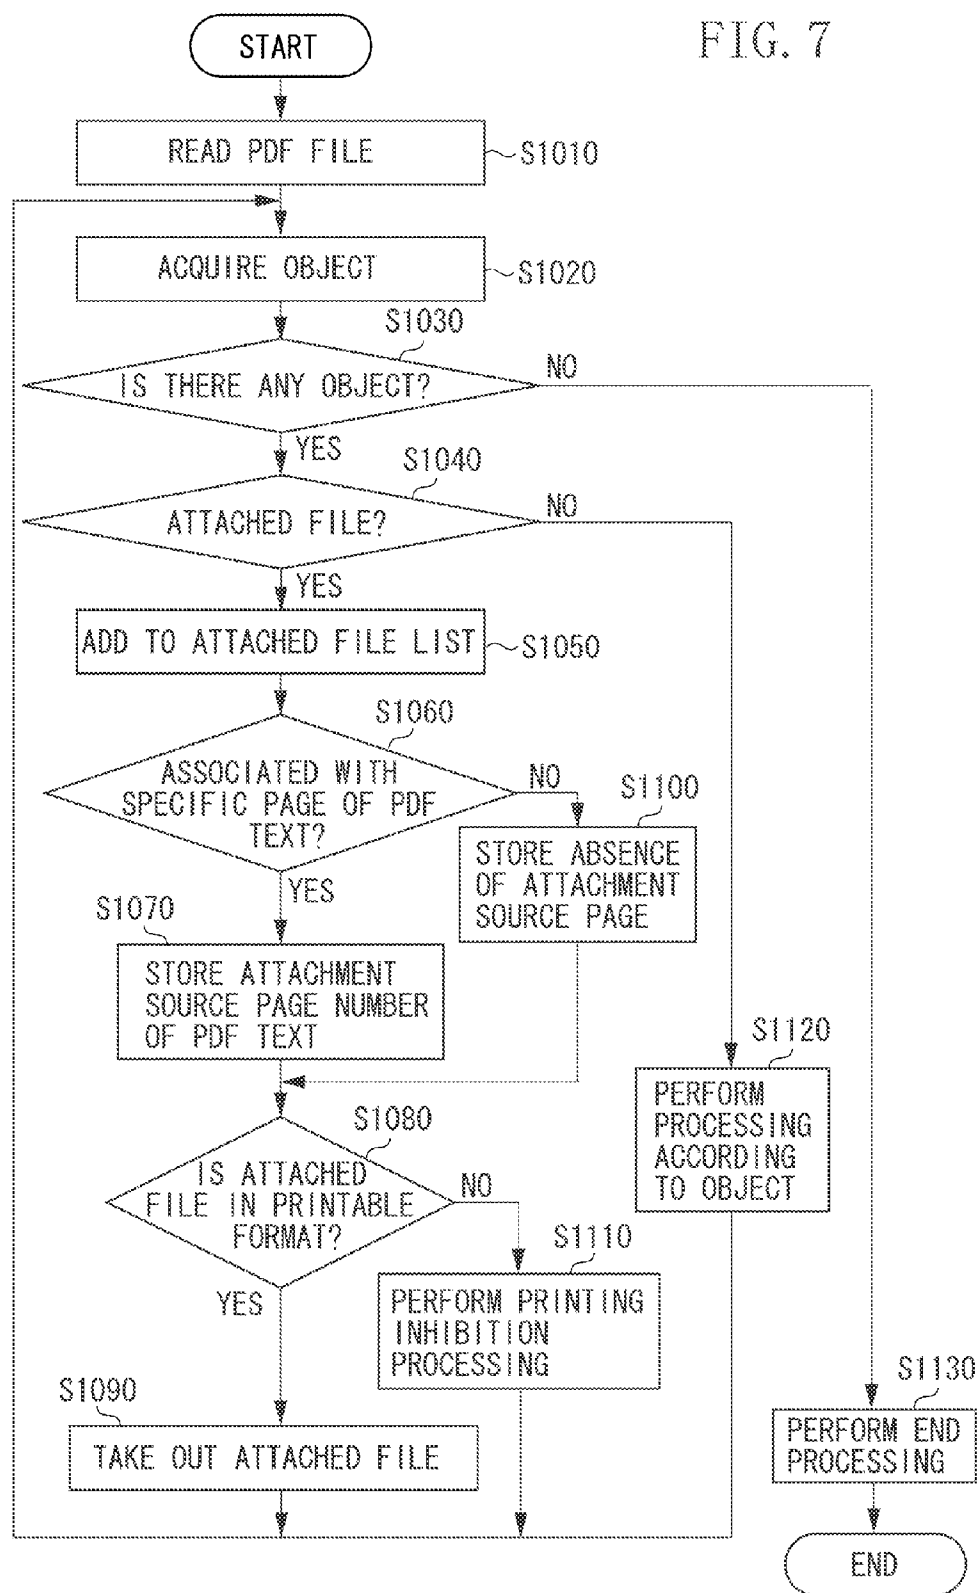 FIG. 7
START
READ PDF FILE
S1010
ACQUIRE OBJECT
S1020
S1030
IS THERE ANY OBJECT?
NO
YES
S1040
ATTACHED FILE?
NO
YES
ADD TO ATTACHED FILE LIST
S1050
S1060
ASSOCIATED WITH
SPECIFIC PAGE OF PDF
TEXT?
NO
YES
S1100
STORE ABSENCE
OF ATTACHMENT
SOURCE PAGE
S1070
STORE ATTACHMENT
SOURCE PAGE NUMBER
OF PDF TEXT
S1120
PERFORM
PROCESSING
ACCORDING
TO OBJECT
S1080
IS ATTACHED
FILE IN PRINTABLE
FORMAT?
NO
YES
S1110
PERFORM PRINTING
INHIBITION
PROCESSING
S1090
TAKE OUT ATTACHED FILE
S1130
PERFORM END
PROCESSING
END